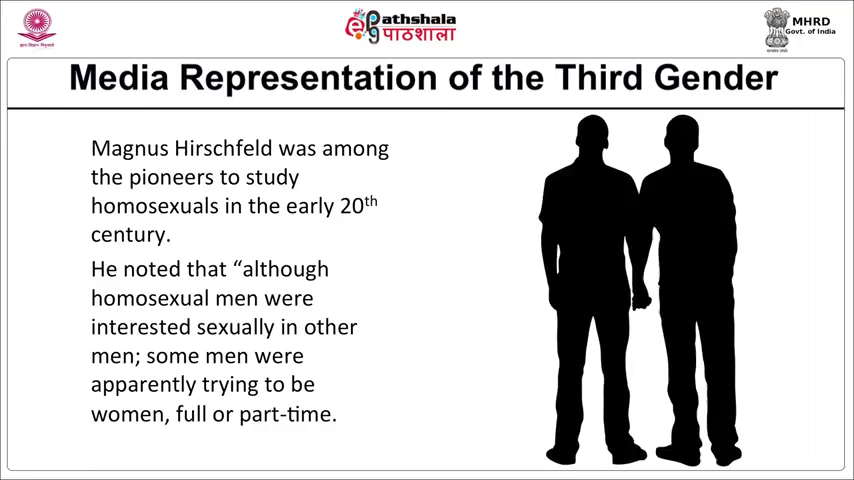 Pathshala
पाठशाला
MHRD
Govt. of India
Media Representation of the Third Gender
Magnus Hirschfeld was among
the pioneers to study
homosexuals in the early 20th
century.
He noted that “although
homosexual men were
interested sexually in other
men; some men were
apparently trying to be
women, full or part-time.